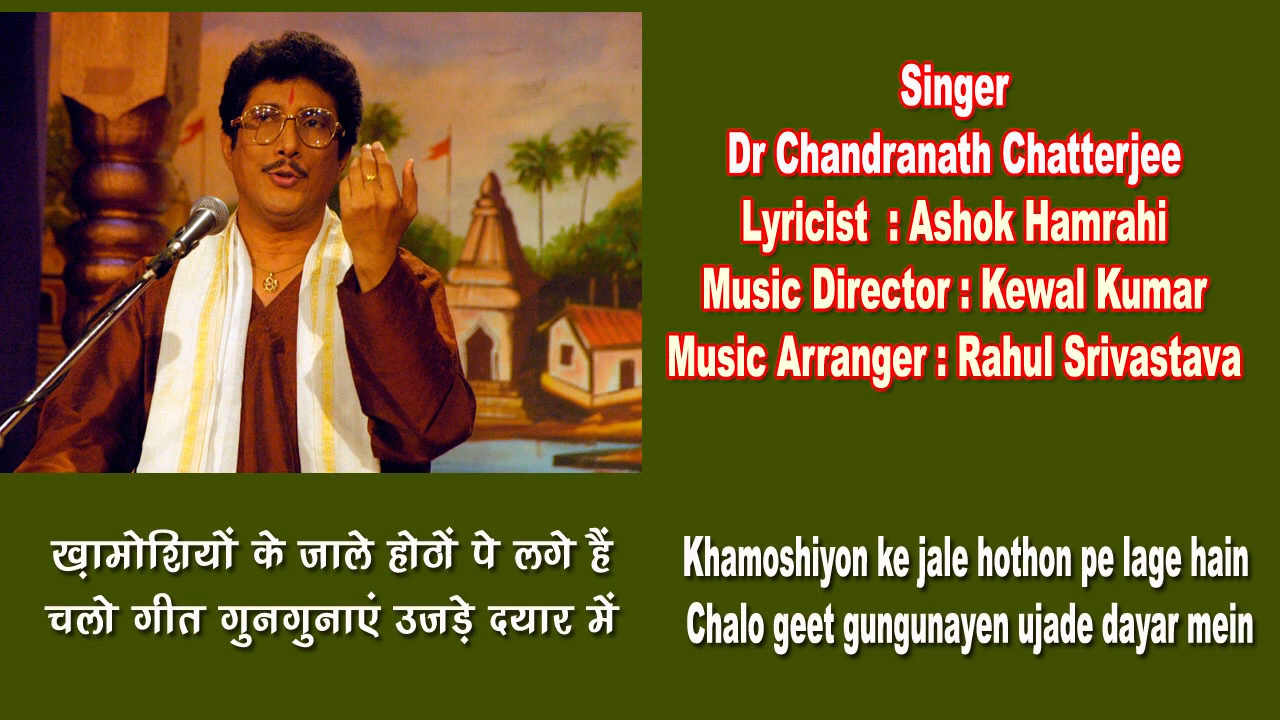 Singer
Dr Chandranath Chatterjee
Lyricist : Ashok Hamrahi
Music Director : Kewal Kumar
Music Arranger : Rahul Srivastava
ख़ामोशियों के जाले होठों पे लगे हैं
चलो गीत गुनगुनाएं उजड़े दयार में
Khamoshiyon ke jale hothon pe lage hain
Chalo geet gungunayen ujade dayar mein